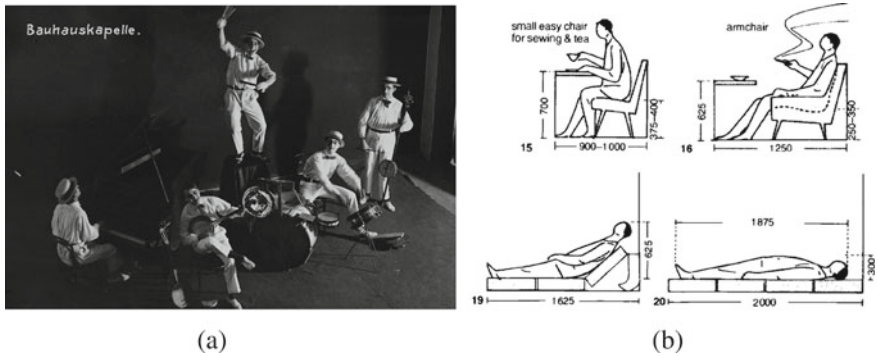 Bauhauskapelle.
small easy chair
for sewing & tea
700
375–400
15
900–1000
armchair
625
250–350
16
1250
625
19
1625
1875
300+
20
2000
(a)
(b)